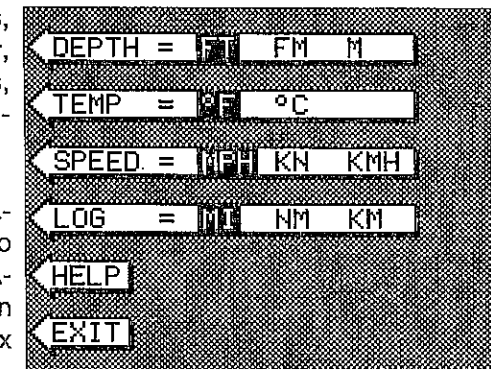 DEPTH = FT FM M
TEMP = °F °C
SPEED = MPH KN KMH
LOG = MI NM KM
HELP
EXIT